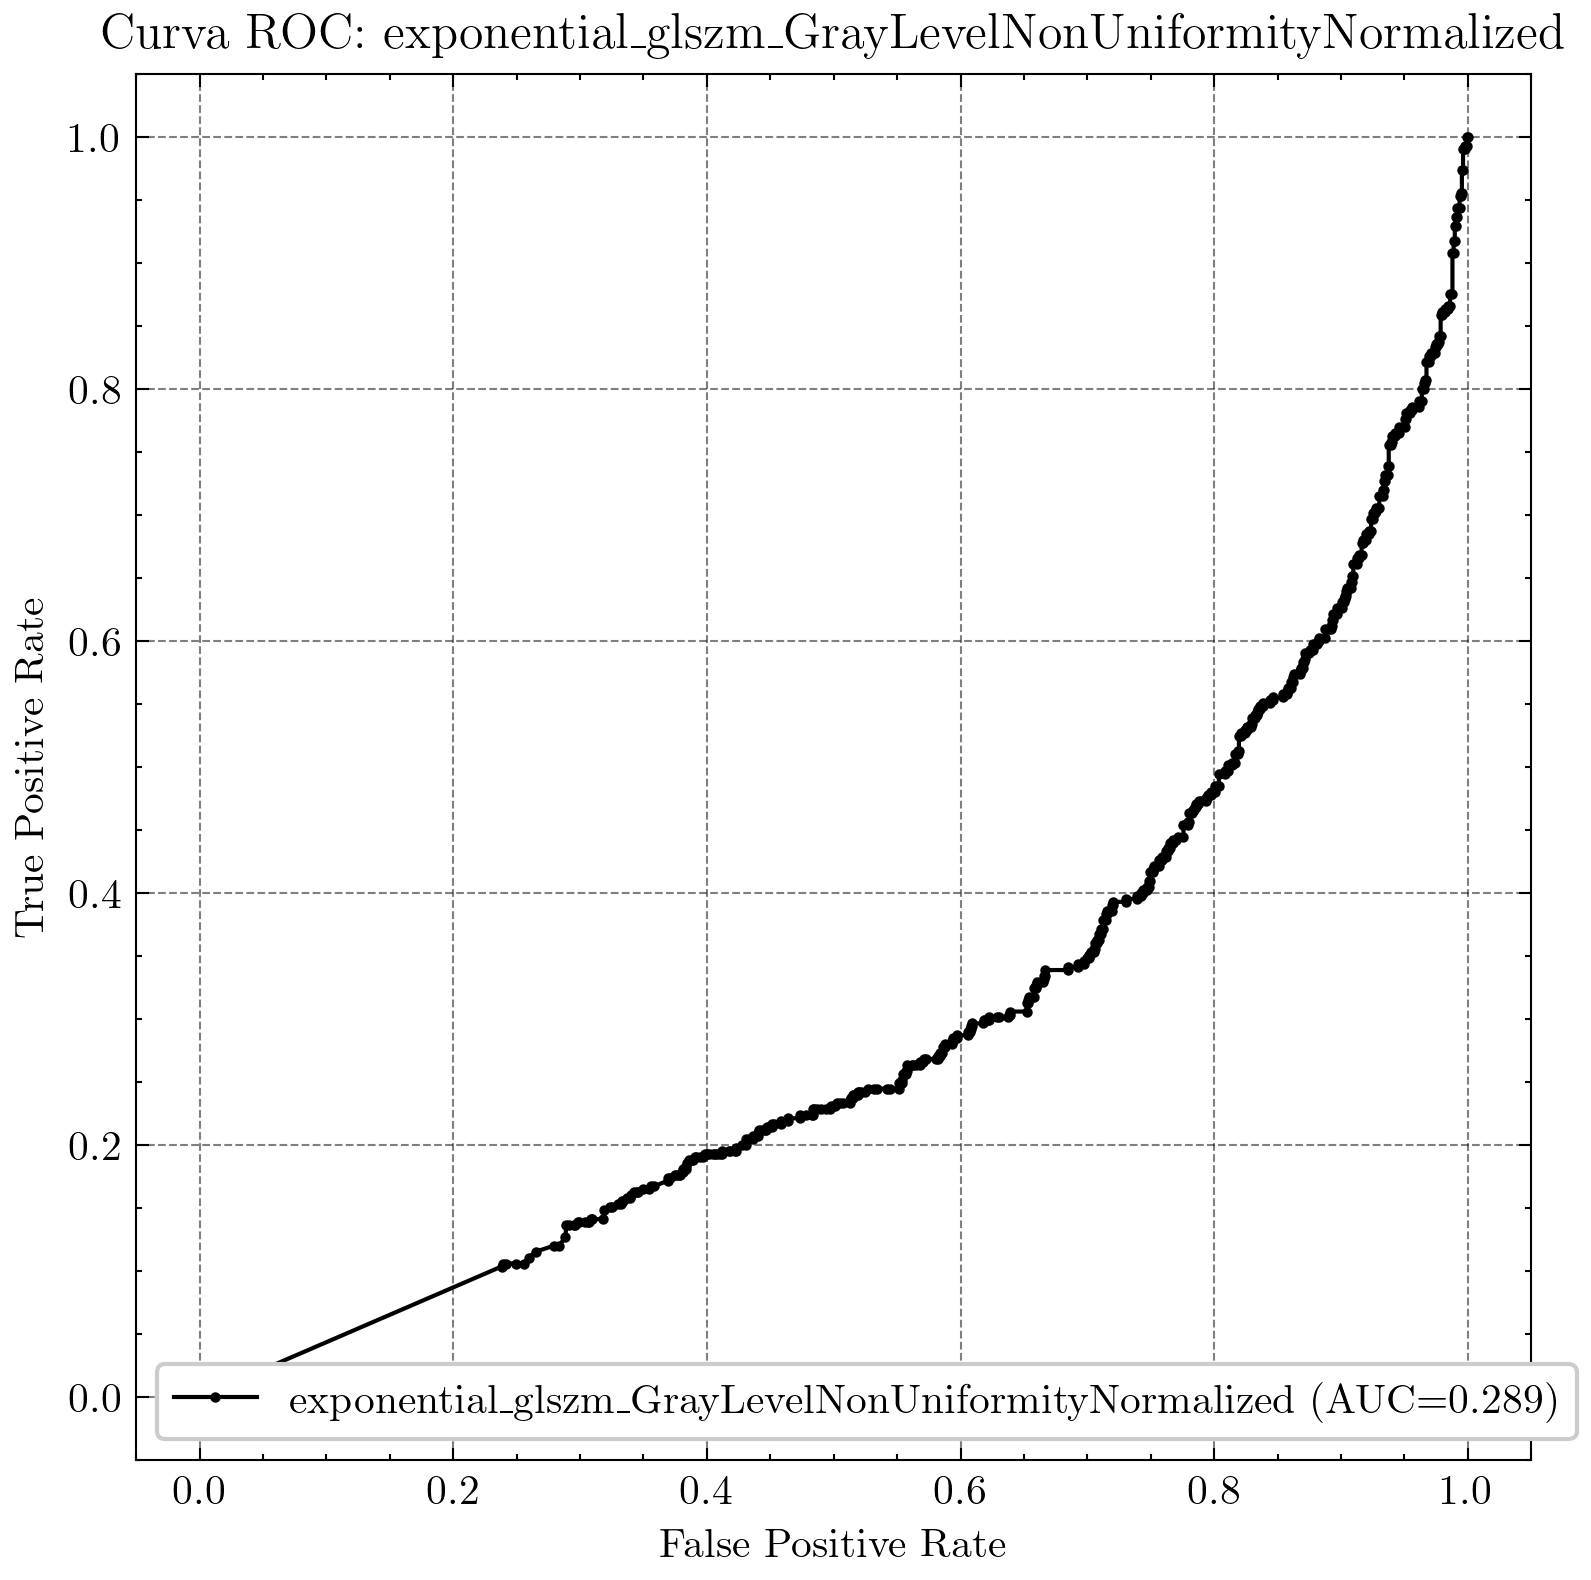 Curva ROC: exponential_glszm_GrayLevelNonUniformityNormalized
True Positive Rate
1.0
0.8
0.6
0.4
0.2
0.0
exponential_glszm_GrayLevelNonUniformityNormalized (AUC=0.289)
0.0 0.2 0.4 0.6 0.8 1.0
False Positive Rate